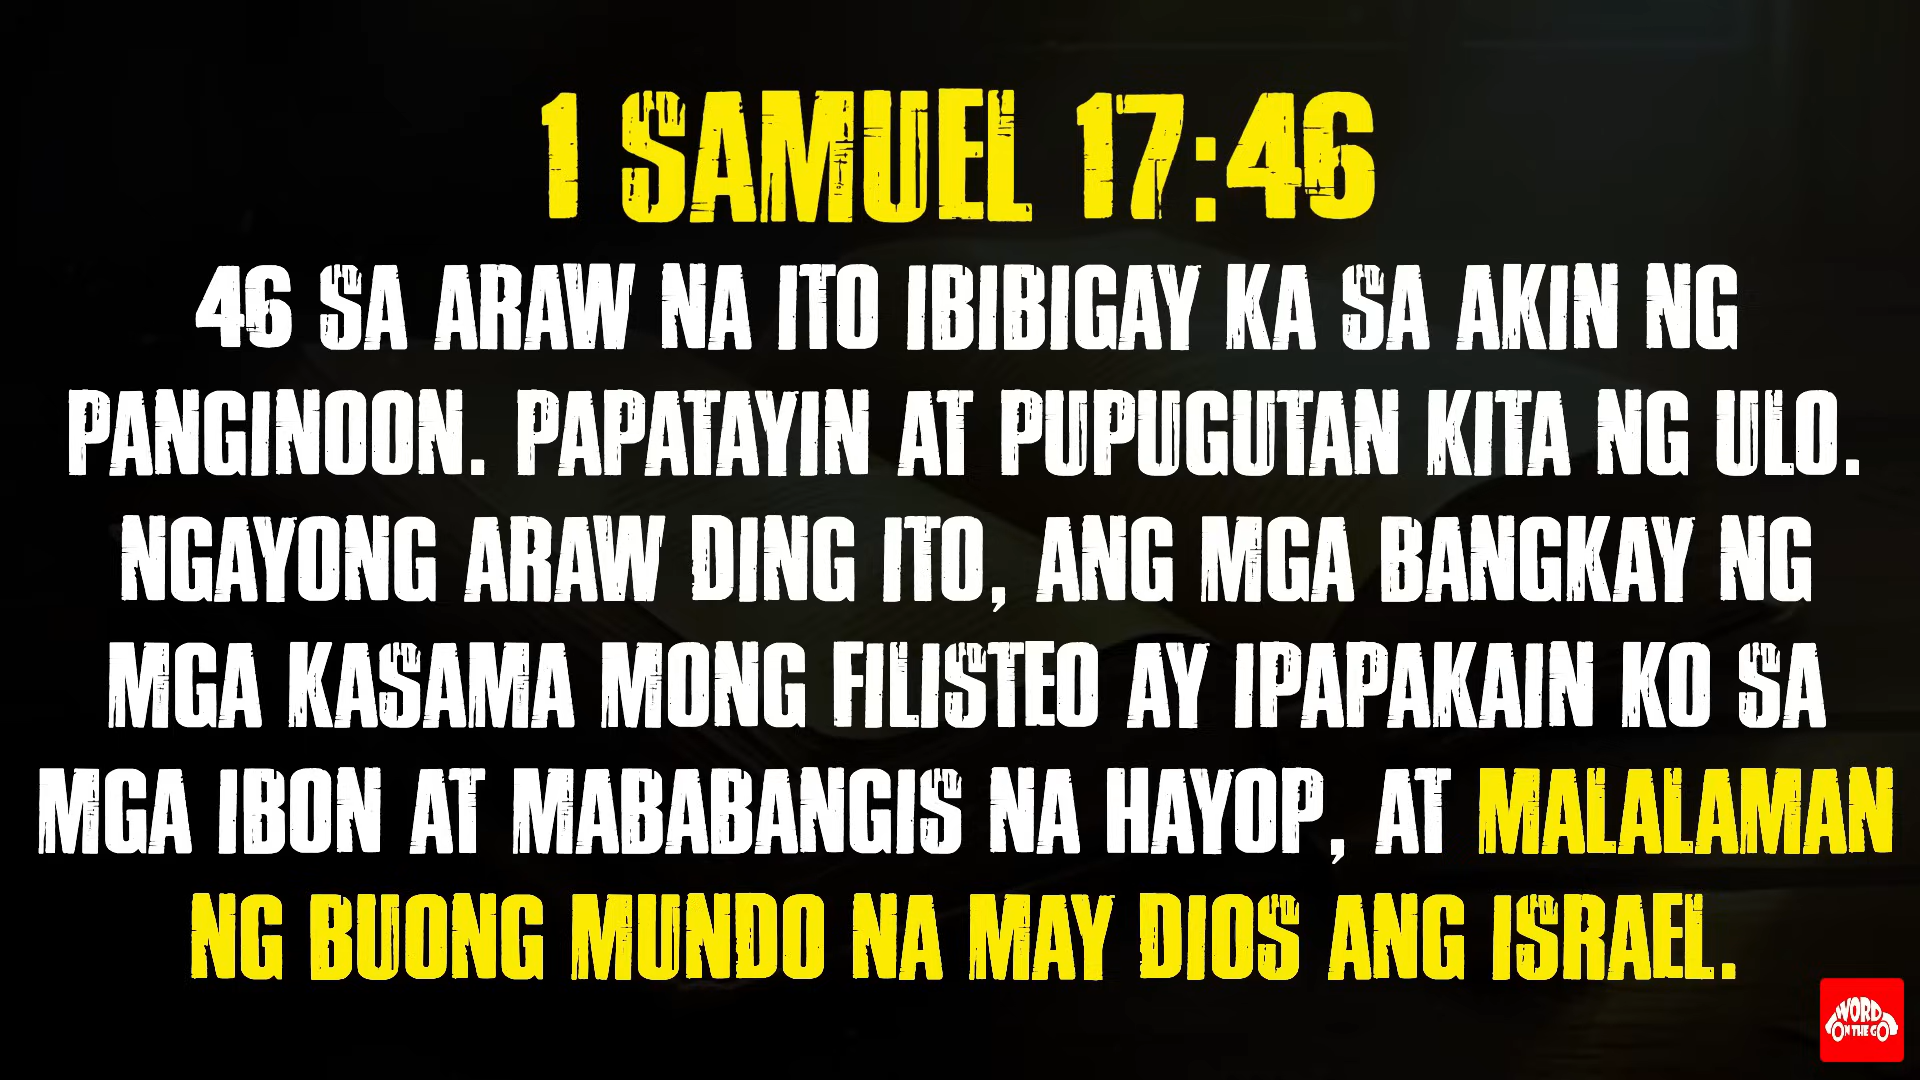 1 SAMUEL 17:46
46 SA ARAW NA ITO IBIBIGAY KA SA AKIN NG
PANGINOON. PAPATAYIN AT PUPUGUTAN KITA NG ULO.
NGAYONG ARAW DING ITO, ANG MGA BANGKAY NG
MGA KASAMA MONG FILISTEO AY IPAPAKAIN KO SA
MGA IBON AT MABABANGIS NA HAYOP, AT MALALAMAN
NG BUONG MUNDO NA MAY DIOS ANG ISRAEL.
WORD
ON THE GO